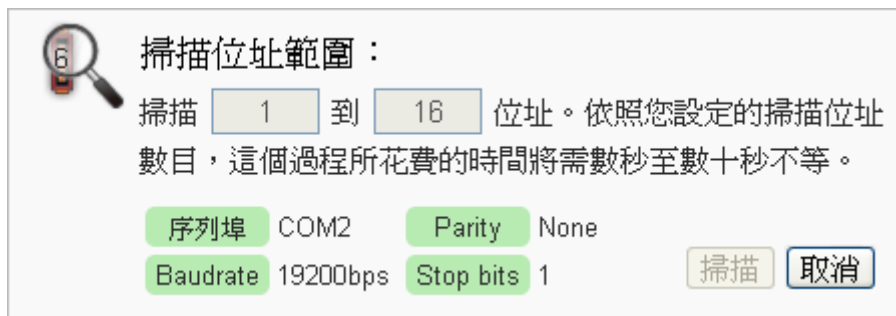 6
掃描位址範圍：
掃描 1 到 16 位址。依照您設定的掃描位址
數目，這個過程所花費的時間將需數秒至數十秒不等。
序列埠 COM2 Parity None
Baudrate 19200bps Stop bits 1 掃描 取消